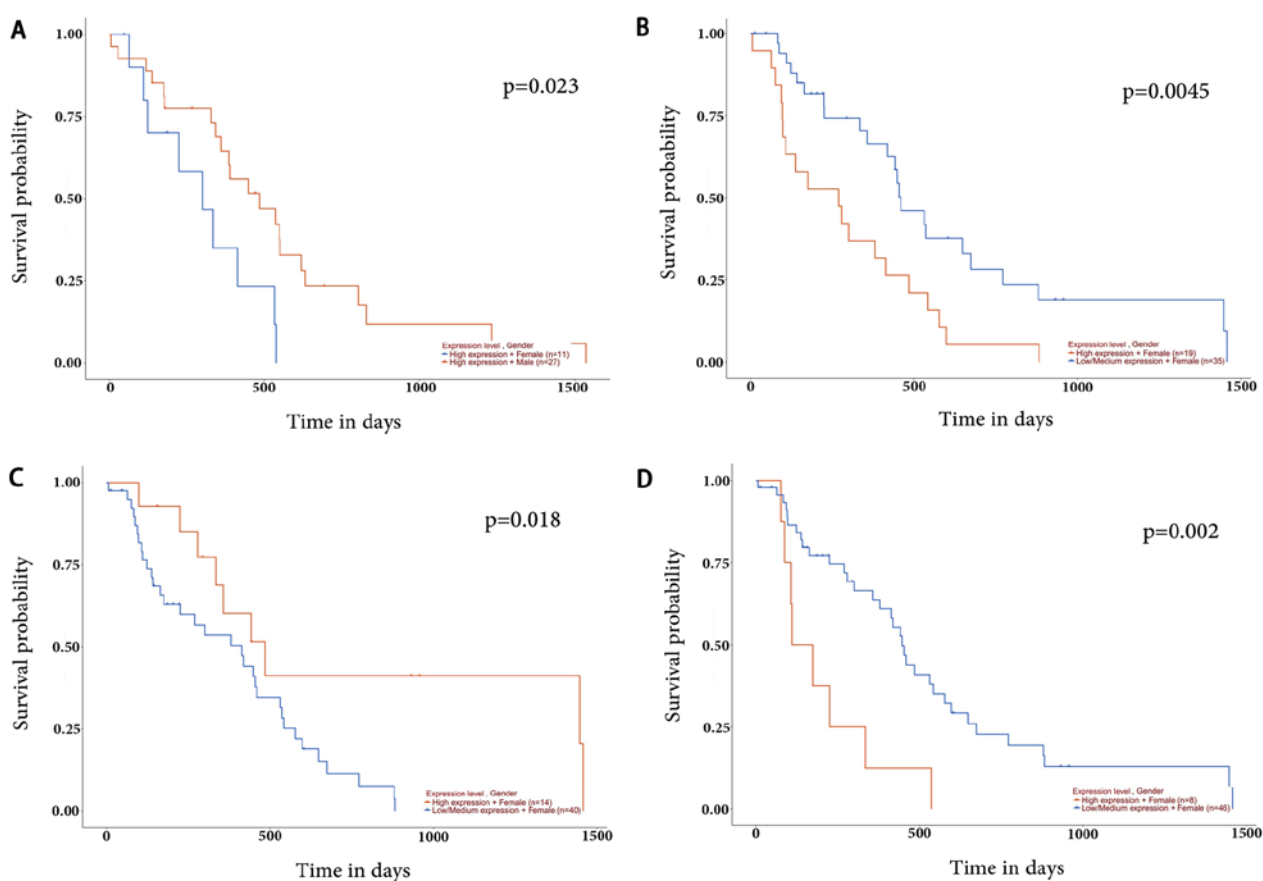 A
1.00
0.75
0.50
0.25
0.00
Survival probability
p=0.023
Expression level , Gender
High expression + Female (n=11)
High expression + Male (n=27)
0
500
1000
1500
Time in days
B
1.00
0.75
0.50
0.25
0.00
Survival probability
p=0.0045
Expression level , Gender
High expression + Female (n=19)
Low/Medium expression + Female (n=35)
0
500
1000
1500
Time in days
C
1.00
0.75
0.50
0.25
0.00
Survival probability
p=0.018
Expression level , Gender
High expression + Female (n=14)
Low/Medium expression + Female (n=40)
0
500
1000
1500
Time in days
D
1.00
0.75
0.50
0.25
0.00
Survival probability
p=0.002
Expression level , Gender
High expression + Female (n=8)
Low/Medium expression + Female (n=46)
0
500
1000
1500
Time in days